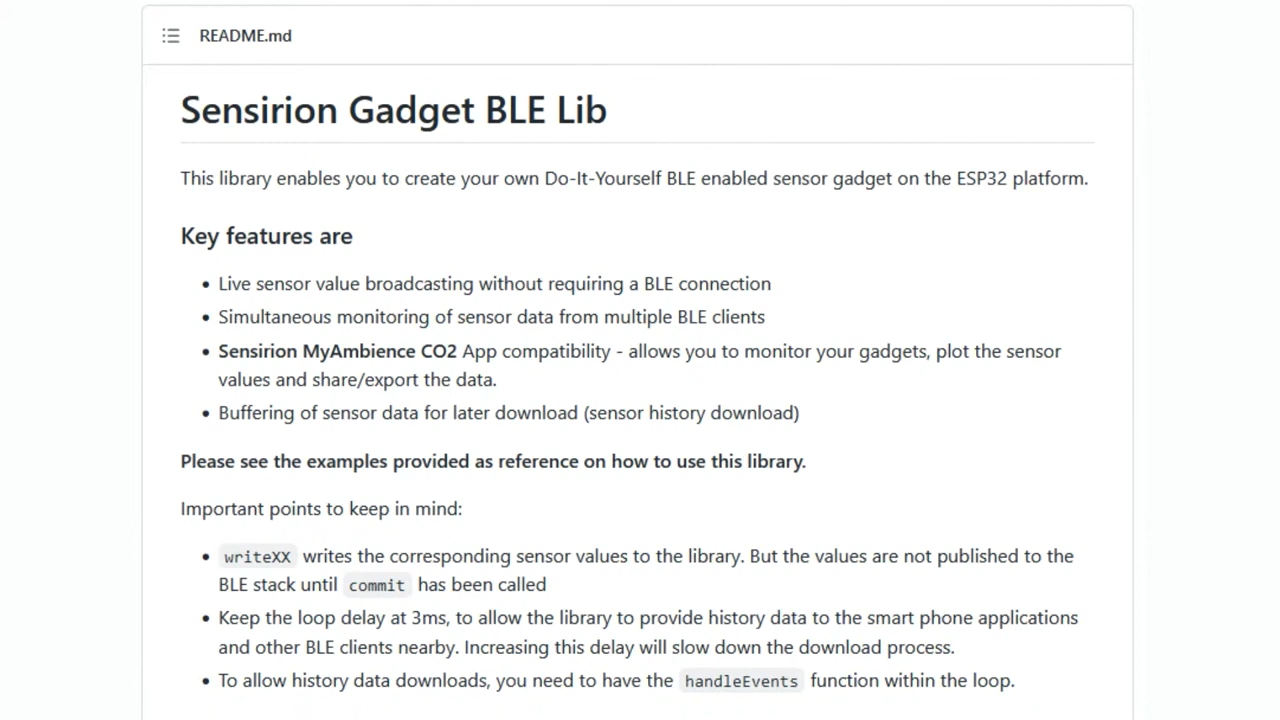 README.md
Sensirion Gadget BLE Lib
This library enables you to create your own Do-It-Yourself BLE enabled sensor gadget on the ESP32 platform.
Key features are
• Live sensor value broadcasting without requiring a BLE connection
• Simultaneous monitoring of sensor data from multiple BLE clients
• Sensirion MyAmbience CO2 App compatibility - allows you to monitor your gadgets, plot the sensor
values and share/export the data.
• Buffering of sensor data for later download (sensor history download)
Please see the examples provided as reference on how to use this library.
Important points to keep in mind:
• writeXX writes the corresponding sensor values to the library. But the values are not published to the
BLE stack until commit has been called
• Keep the loop delay at 3ms, to allow the library to provide history data to the smart phone applications
and other BLE clients nearby. Increasing this delay will slow down the download process.
• To allow history data downloads, you need to have the handleEvents function within the loop.